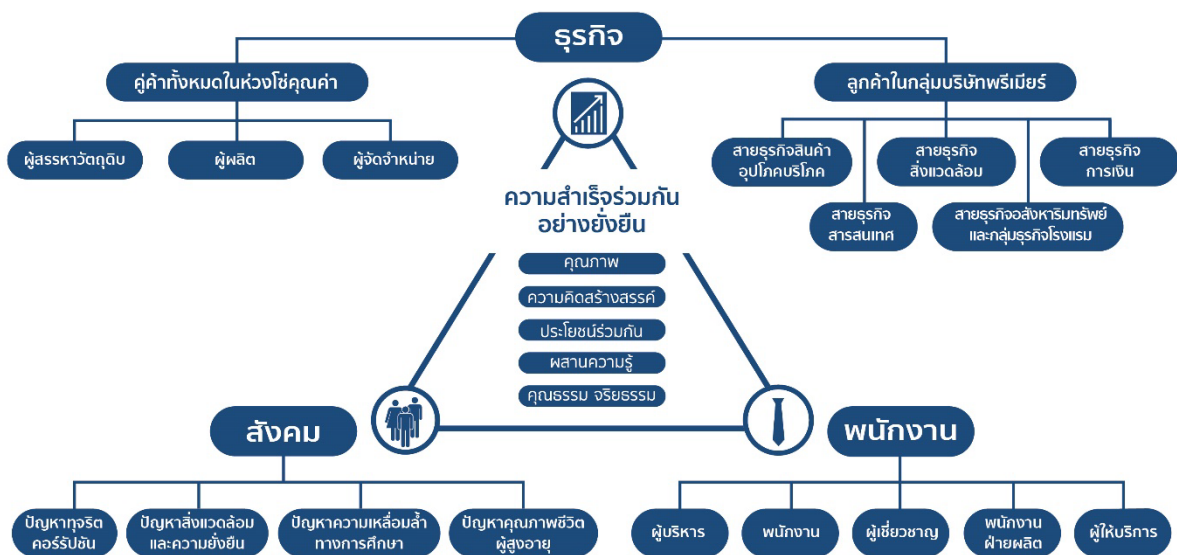 ธุรกิจ
คู่ค้าทั้งหมดในห่วงโซ่คุณค่า
ผู้สรรหาวัตถุดิบ
ผู้ผลิต
ผู้จัดจำหน่าย
ลูกค้าในกลุ่มบริษัทพรีเมียร์
สายธุรกิจสินค้า
อุปโภคบริโภค
สายธุรกิจ
สิ่งแวดล้อม
สายธุรกิจ
การเงิน
สายธุรกิจ
สารสนเทศ
สายธุรกิจอสังหาริมทรัพย์
และกลุ่มธุรกิจโรงแรม
ความสำเร็จร่วมกัน
อย่างยั่งยืน
คุณภาพ
ความคิดสร้างสรรค์
ประโยชน์ร่วมกัน
ผสานความรู้
คุณธรรม จริยธรรม
สังคม
ปัญหาทุจริต
คอร์รัปชัน
ปัญหาสิ่งแวดล้อม
และความยั่งยืน
ปัญหาความเหลื่อมล้ำ
ทางการศึกษา
ปัญหาคุณภาพชีวิต
ผู้สูงอายุ
พนักงาน
ผู้บริหาร
พนักงาน
ผู้เชี่ยวชาญ
พนักงาน
ฝ่ายผลิต
ผู้ให้บริการ